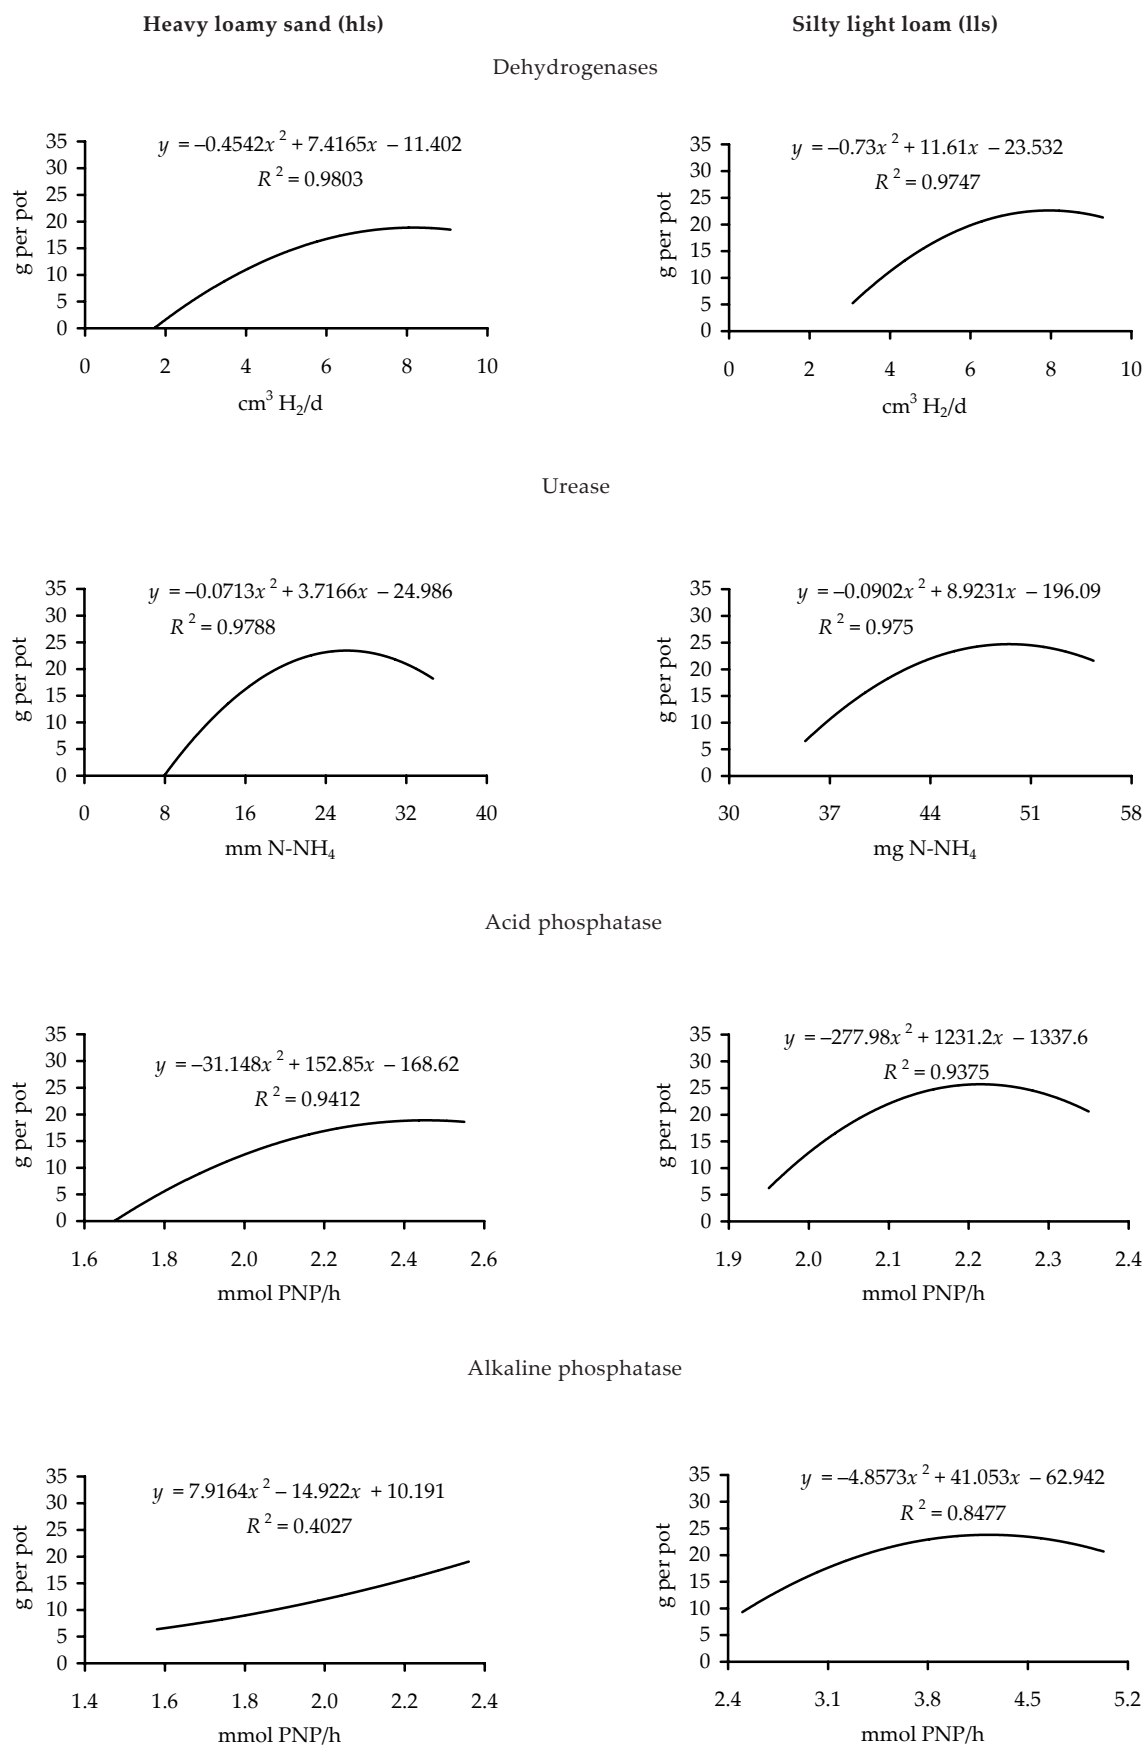 Heavy loamy sand (hls) Silty light loam (lls)
Dehydrogenases
y = –0.4542x² + 7.4165x – 11.402
R² = 0.9803
g per pot
35
30
25
20
15
10
5
0
0 2 4 6 8 10
cm³ H₂/d
y = –0.73x² + 11.61x – 23.532
R² = 0.9747
g per pot
35
30
25
20
15
10
5
0
0 2 4 6 8 10
cm³ H₂/d
Urease
y = –0.0713x² + 3.7166x – 24.986
R² = 0.9788
g per pot
35
30
25
20
15
10
5
0
0 8 16 24 32 40
mm N-NH₄
y = –0.0902x² + 8.9231x – 196.09
R² = 0.975
g per pot
35
30
25
20
15
10
5
0
30 37 44 51 58
mg N-NH₄
Acid phosphatase
y = –31.148x² + 152.85x – 168.62
R² = 0.9412
g per pot
35
30
25
20
15
10
5
0
1.6 1.8 2.0 2.2 2.4 2.6
mmol PNP/h
y = –277.98x² + 1231.2x – 1337.6
R² = 0.9375
g per pot
35
30
25
20
15
10
5
0
1.9 2.0 2.1 2.2 2.3 2.4
mmol PNP/h
Alkaline phosphatase
y = 7.9164x² – 14.922x + 10.191
R² = 0.4027
g per pot
35
30
25
20
15
10
5
0
1.4 1.6 1.8 2.0 2.2 2.4
mmol PNP/h
y = –4.8573x² + 41.053x – 62.942
R² = 0.8477
g per pot
35
30
25
20
15
10
5
0
2.4 3.1 3.8 4.5 5.2
mmol PNP/h